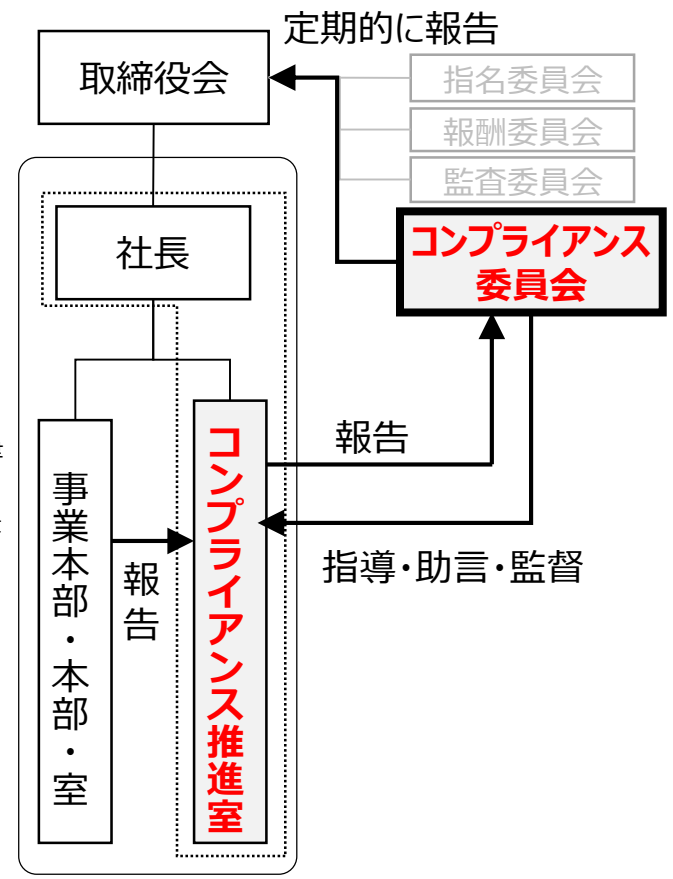 定期的に報告
取締役会
指名委員会
報酬委員会
監査委員会
コンプライアンス
委員会
社長
報告
指導・助言・監督
事業本部・本部・室
報告
コンプライアンス推進室